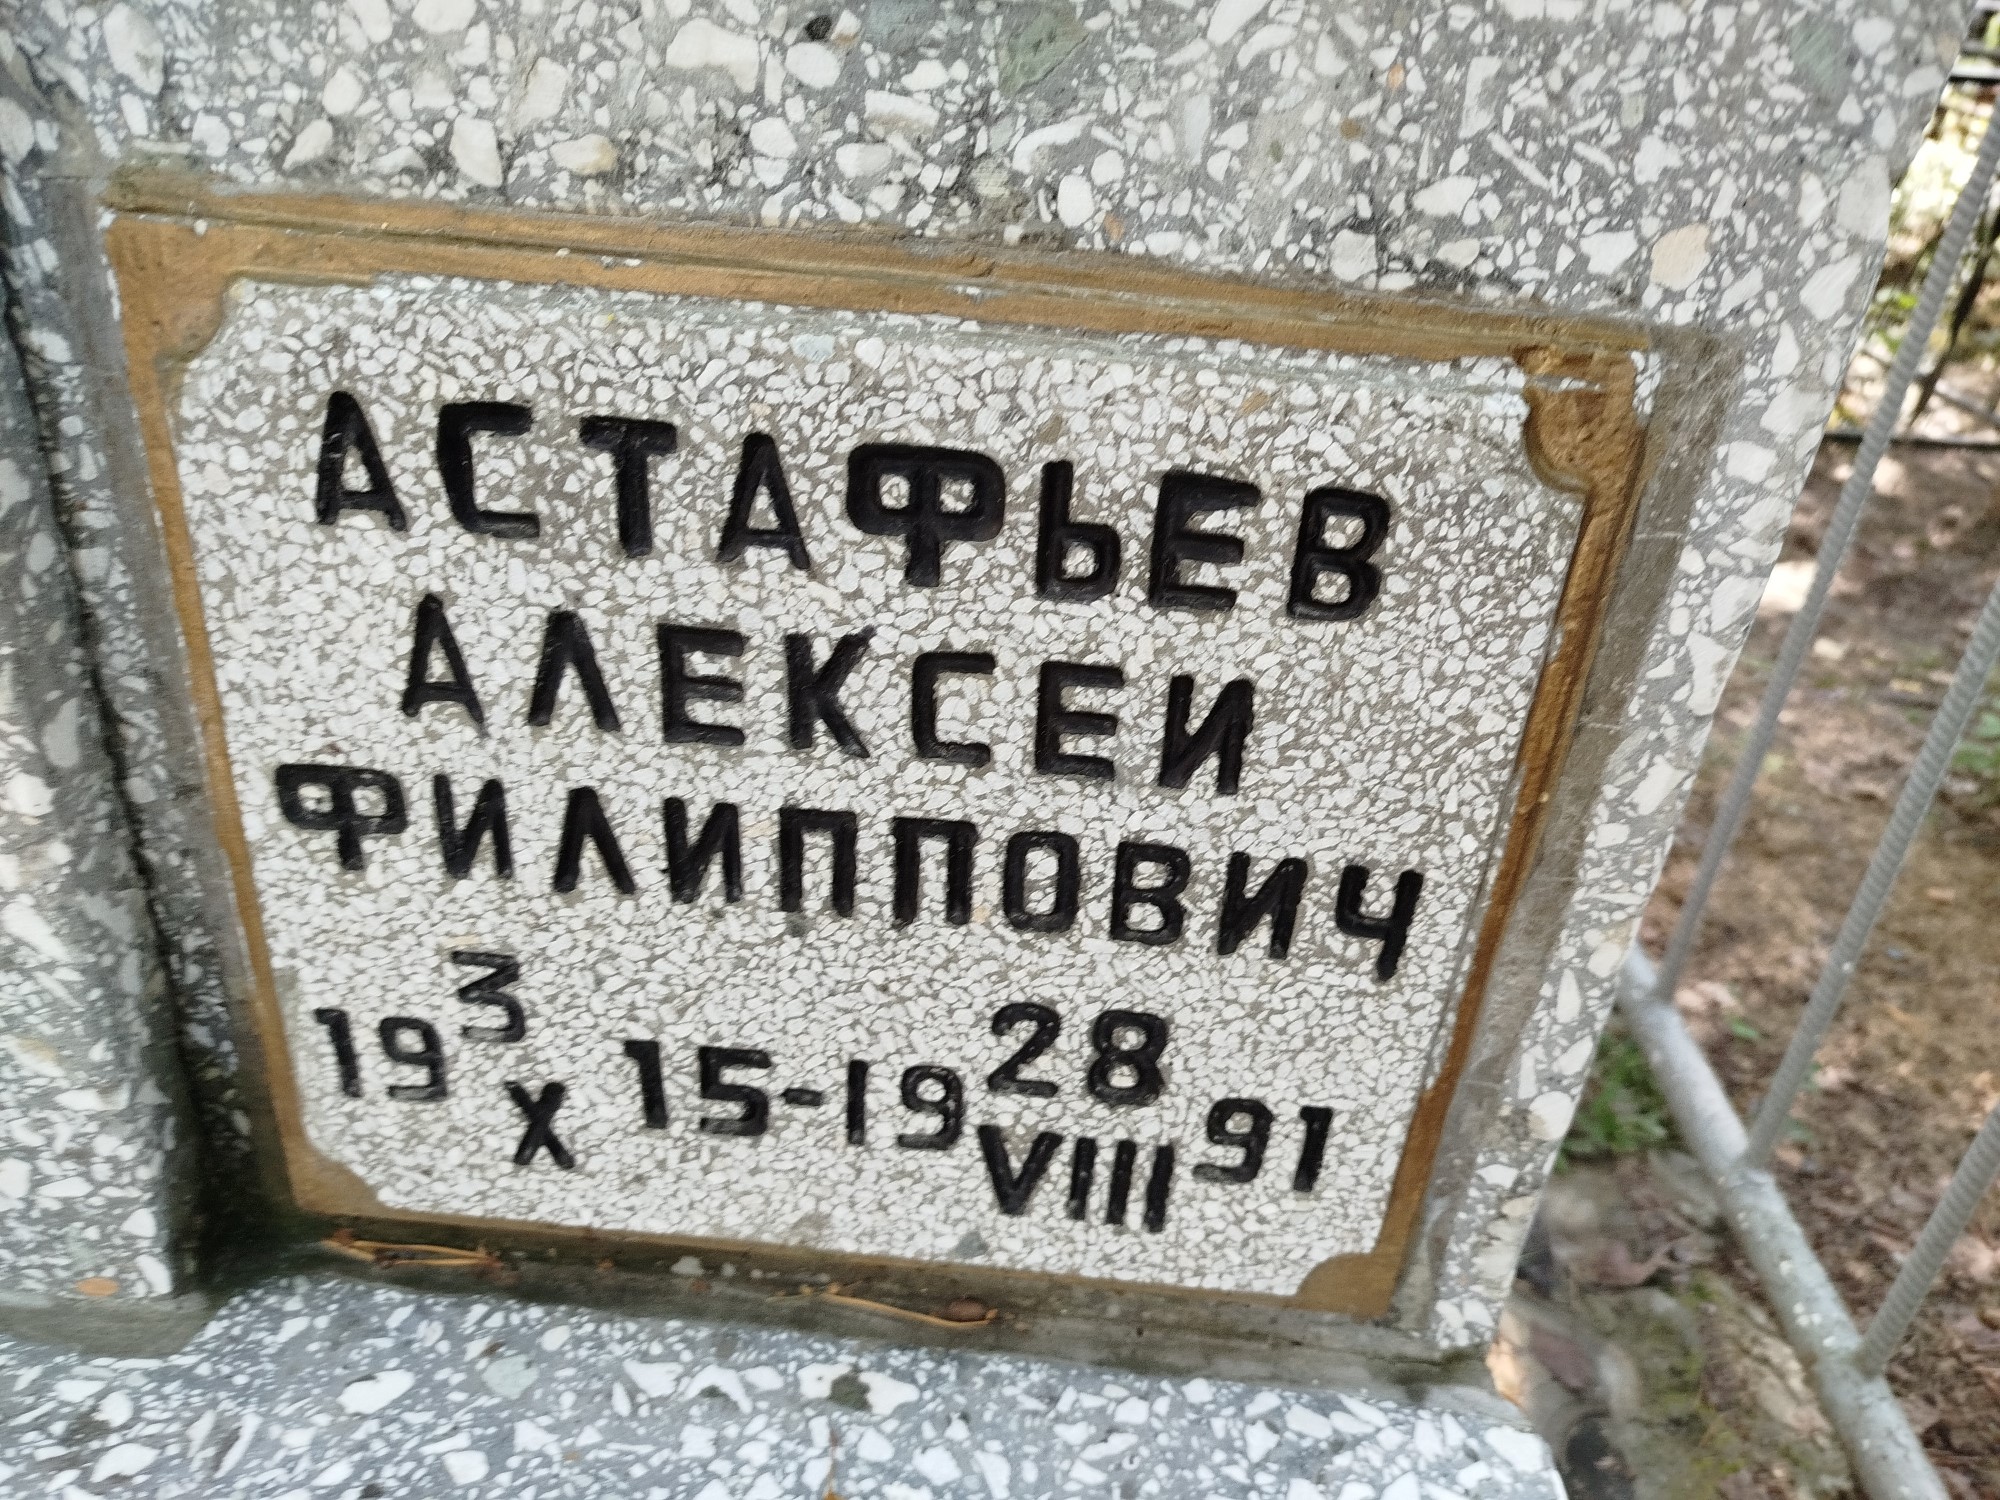 АСТАФЬЕВ
АЛЕКСЕИ
ФИЛИППОВИЧ
19 3 X 15-19 28 VIII 91